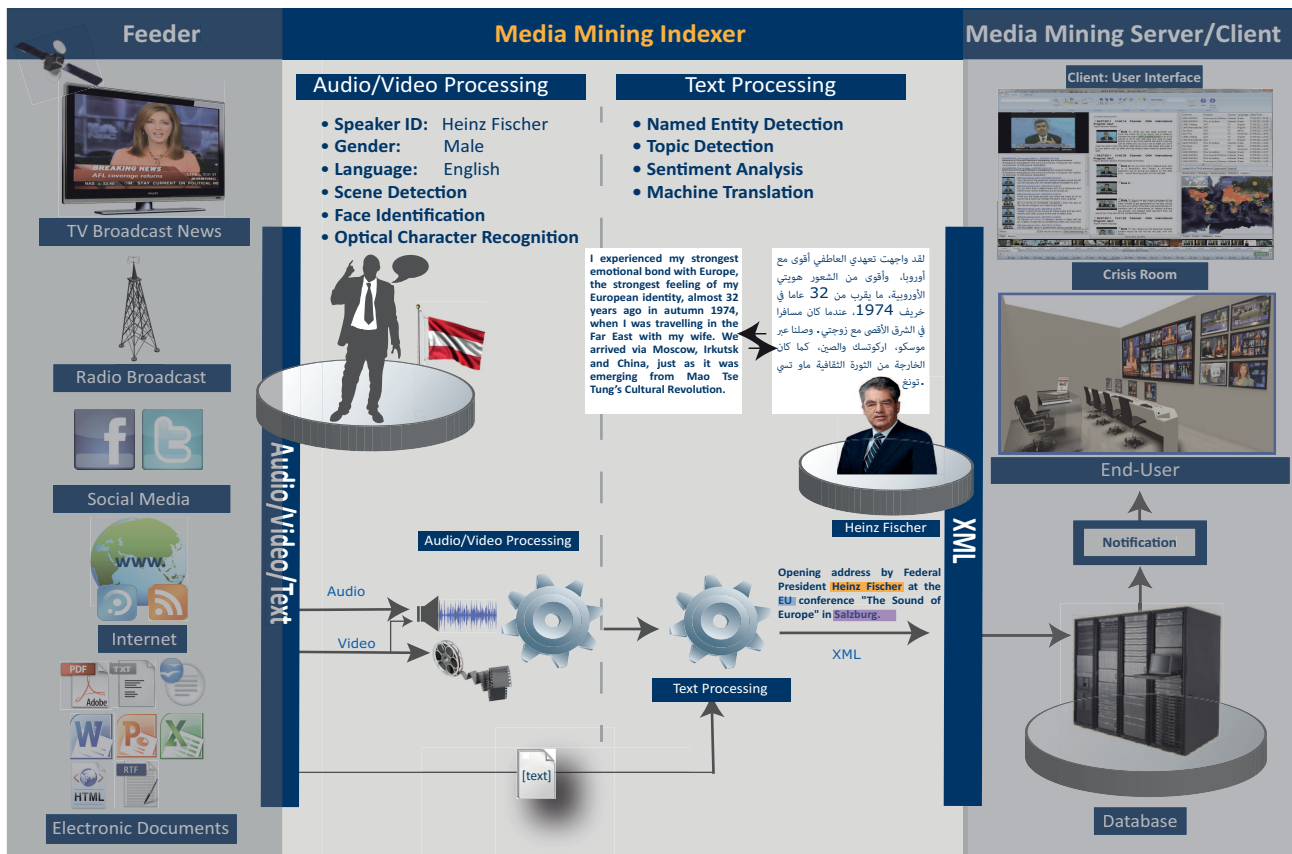 Feeder
Media Mining Indexer
Media Mining Server/Client
BREAKING NEWS
AFL coverage returns
STAY CURRENT ON POLITICAL
TV Broadcast News
Radio Broadcast
Social Media
www.
Internet
PDF
Adobe
TXT
HTML
RTF
Electronic Documents
Audio/Video/Text
Audio/Video Processing
• Speaker ID: Heinz Fischer
• Gender: Male
• Language: English
• Scene Detection
• Face Identification
• Optical Character Recognition
Text Processing
• Named Entity Detection
• Topic Detection
• Sentiment Analysis
• Machine Translation
I experienced my strongest
emotional bond with Europe,
the strongest feeling of my
European identity, almost 32
years ago in autumn 1974,
when I was travelling in the
Far East with my wife. We
arrived via Moscow, Irkutsk
and China, just as it was
emerging from Mao Tse
Tung's Cultural Revolution.
لقد واجهت تعهدي العاطفي أقوى مع
أوروبا، وأقوى من الشعور هويتي
الأوروبية، ما يقرب من 32 عاما في
خريف 1974، عندما كان مسافرا
في الشرق الأقصى مع زوجتي. وصلنا عبر
موسكو، اركوتسك والصين، كما كان
الخارجة من الثورة الثقافية ماو تسي
تونغ.
Heinz Fischer
Audio/Video Processing
Audio
Video
Text Processing
[text]
Opening address by Federal
President Heinz Fischer at the
EU conference "The Sound of
Europe" in Salzburg.
XML
XML
Client: User Interface
Crisis Room
End-User
Notification
Database